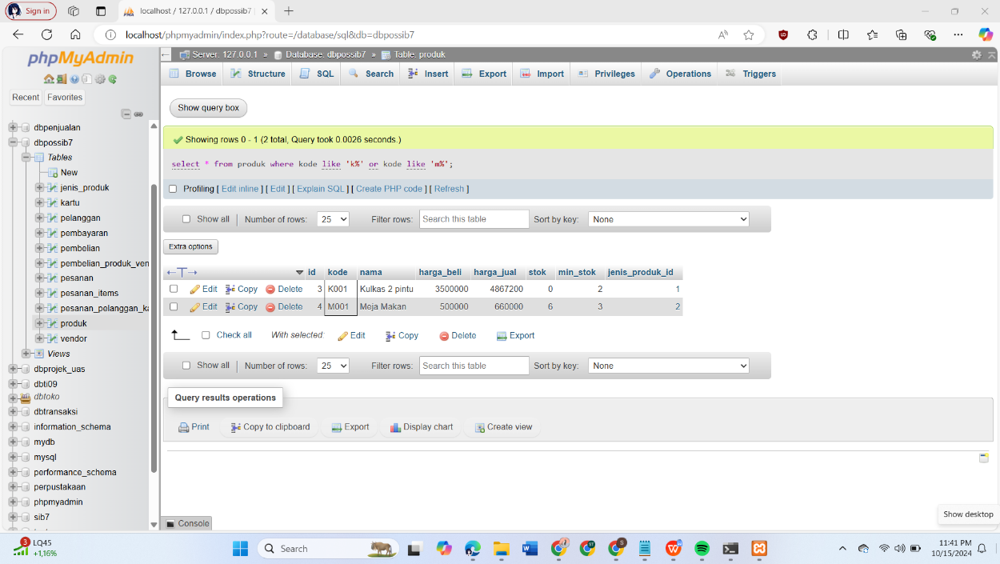 Sign in
localhost / 127.0.0.1 / dbpossib7
localhost/phpmyadmin/index.php?route=/database/sql&db=dbpossib7
phpMyAdmin
Recent Favorites
dbpenjualan
dbpossib7
Tables
New
jenis_produk
kartu
pelanggan
pembayaran
pembelian
pembelian_produk_ven
pesanan
pesanan_items
pesanan_pelanggan_ka
produk
vendor
Views
dbprojek_uas
dbti09
dbtoko
dbtransaksi
information_schema
mydb
mysql
performance_schema
perpustakaan
phpmyadmin
sib7
Server: 127.0.0.1 » Database: dbpossib7 » Table: produk
Browse Structure SQL Search Insert Export Import Privileges Operations Triggers
Show query box
Showing rows 0 - 1 (2 total, Query took 0.0026 seconds.)
select * from produk where kode like 'k%' or kode like 'm%';
Profiling [ Edit inline ] [ Edit ] [ Explain SQL ] [ Create PHP code ] [ Refresh ]
Show all | Number of rows: 25 Filter rows: Search this table Sort by key: None
Extra options
←T→ id kode nama harga_beli harga_jual stok min_stok jenis_produk_id
Edit Copy Delete 3 K001 Kulkas 2 pintu 3500000 4867200 0 2 1
Edit Copy Delete 4 M001 Meja Makan 500000 660000 6 3 2
Check all With selected: Edit Copy Delete Export
Show all | Number of rows: 25 Filter rows: Search this table Sort by key: None
Query results operations
Print Copy to clipboard Export Display chart Create view
Console
Show desktop
3 LQ45
+1,16%
Search
11:41 PM
10/15/2024